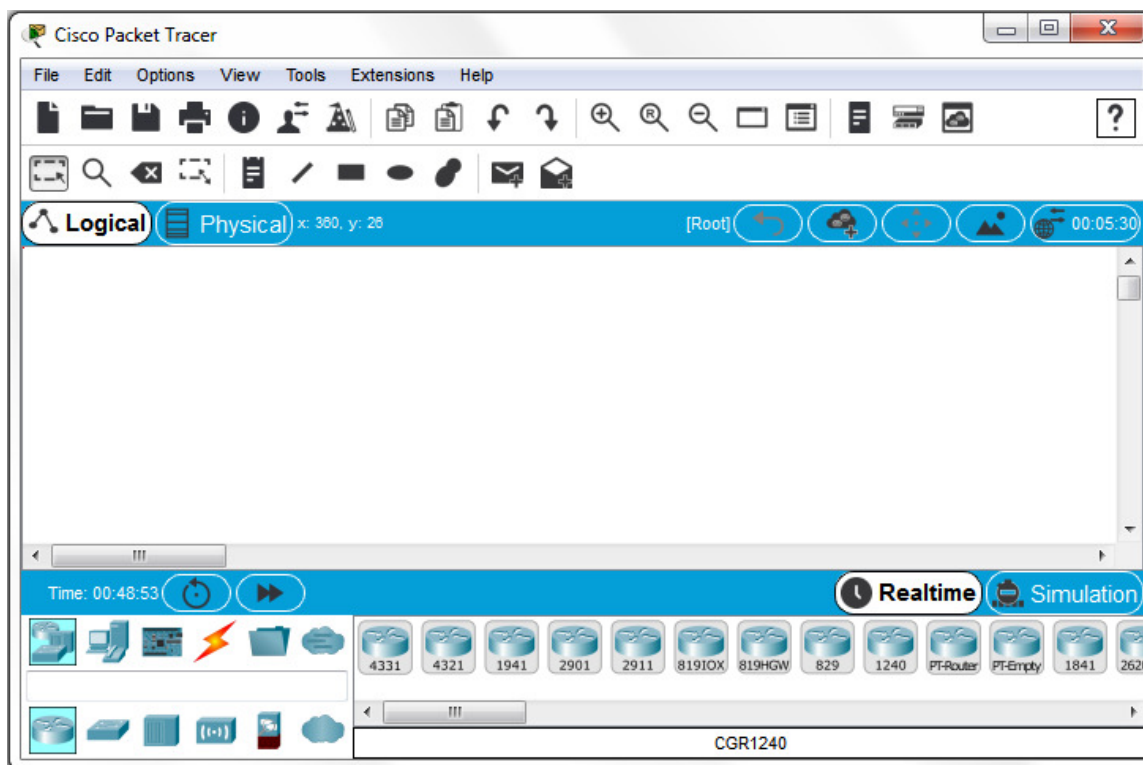 Cisco Packet Tracer
File Edit Options View Tools Extensions Help
?
Logical Physical x: 360, y: 26 [Root] 00:05:30
Time: 00:48:53 Realtime Simulation
4331 4321 1941 2901 2911 819IOX 819HGW 829 1240 PT-Router PT-Empty 1841 262
CGR1240